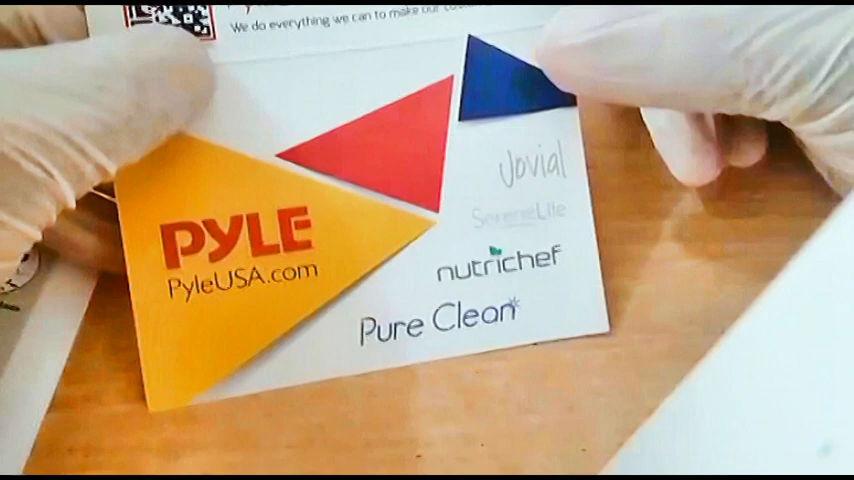 We do everything we can to make our
PYLE
PyleUSA.com
Jovial
SereneLife
nutrichef
Pure Clean